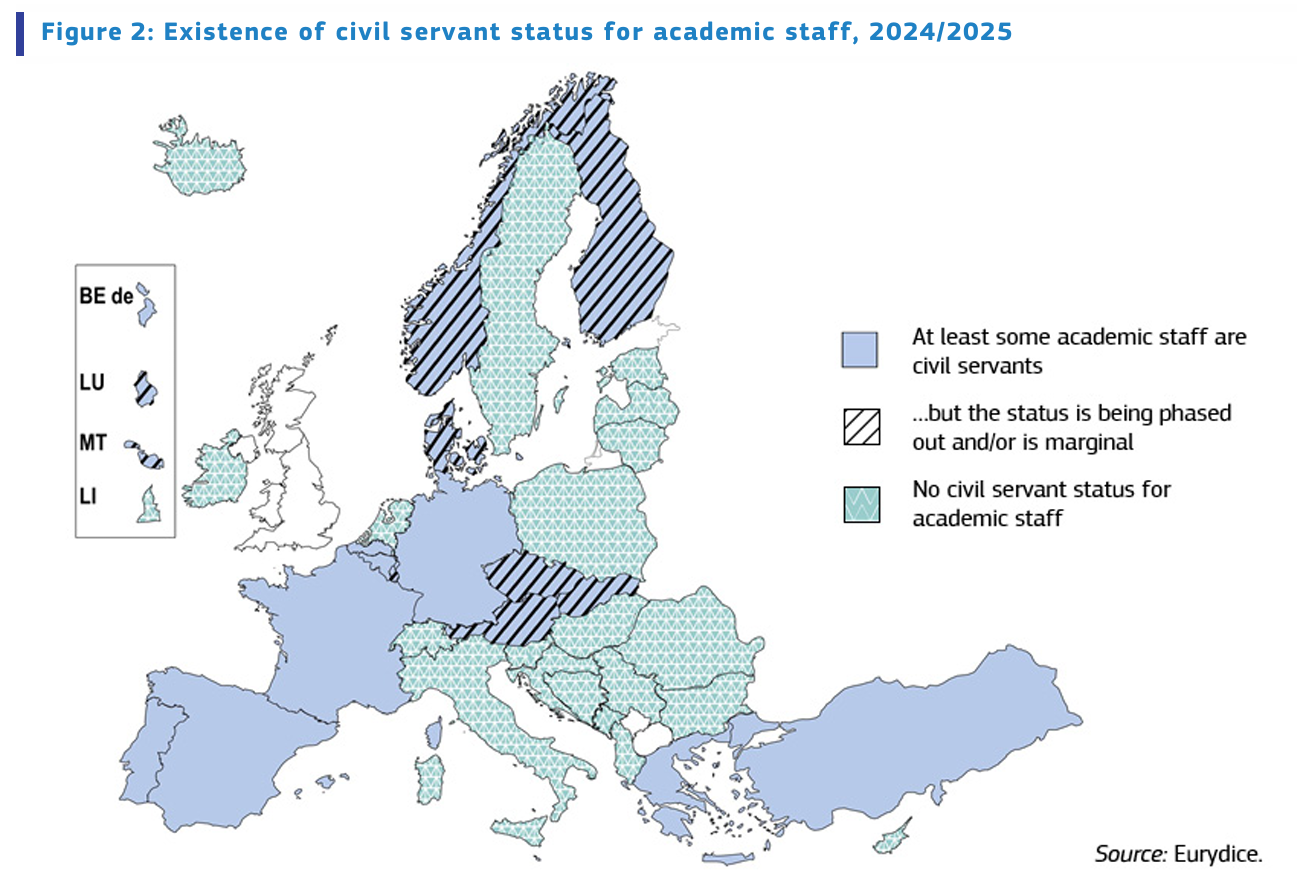 Figure 2: Existence of civil servant status for academic staff, 2024/2025
BE de
LU
MT
LI
At least some academic staff are
civil servants
...but the status is being phased
out and/or is marginal
No civil servant status for
academic staff
Source: Eurydice.